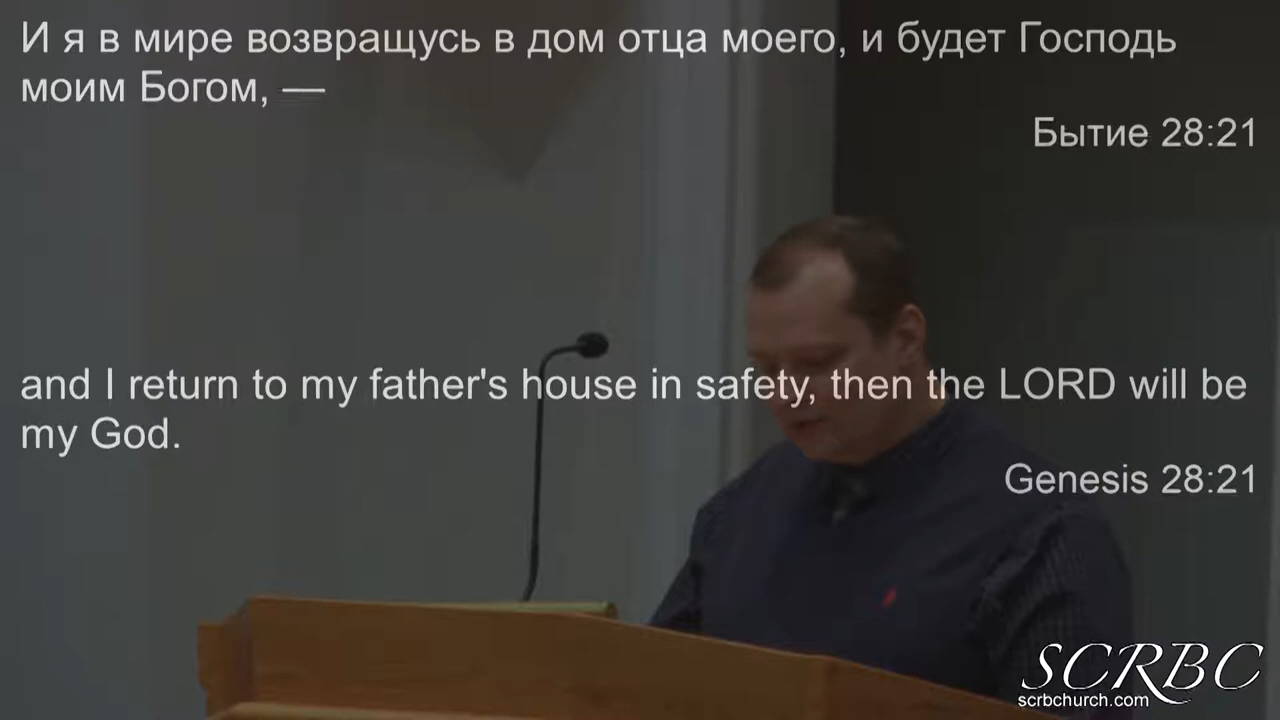 И я в мире возвращусь в дом отца моего, и будет Господь
моим Богом, —
Бытие 28:21
and I return to my father's house in safety, then the LORD will be
my God.
Genesis 28:21
SCRBC
scrbchurch.com